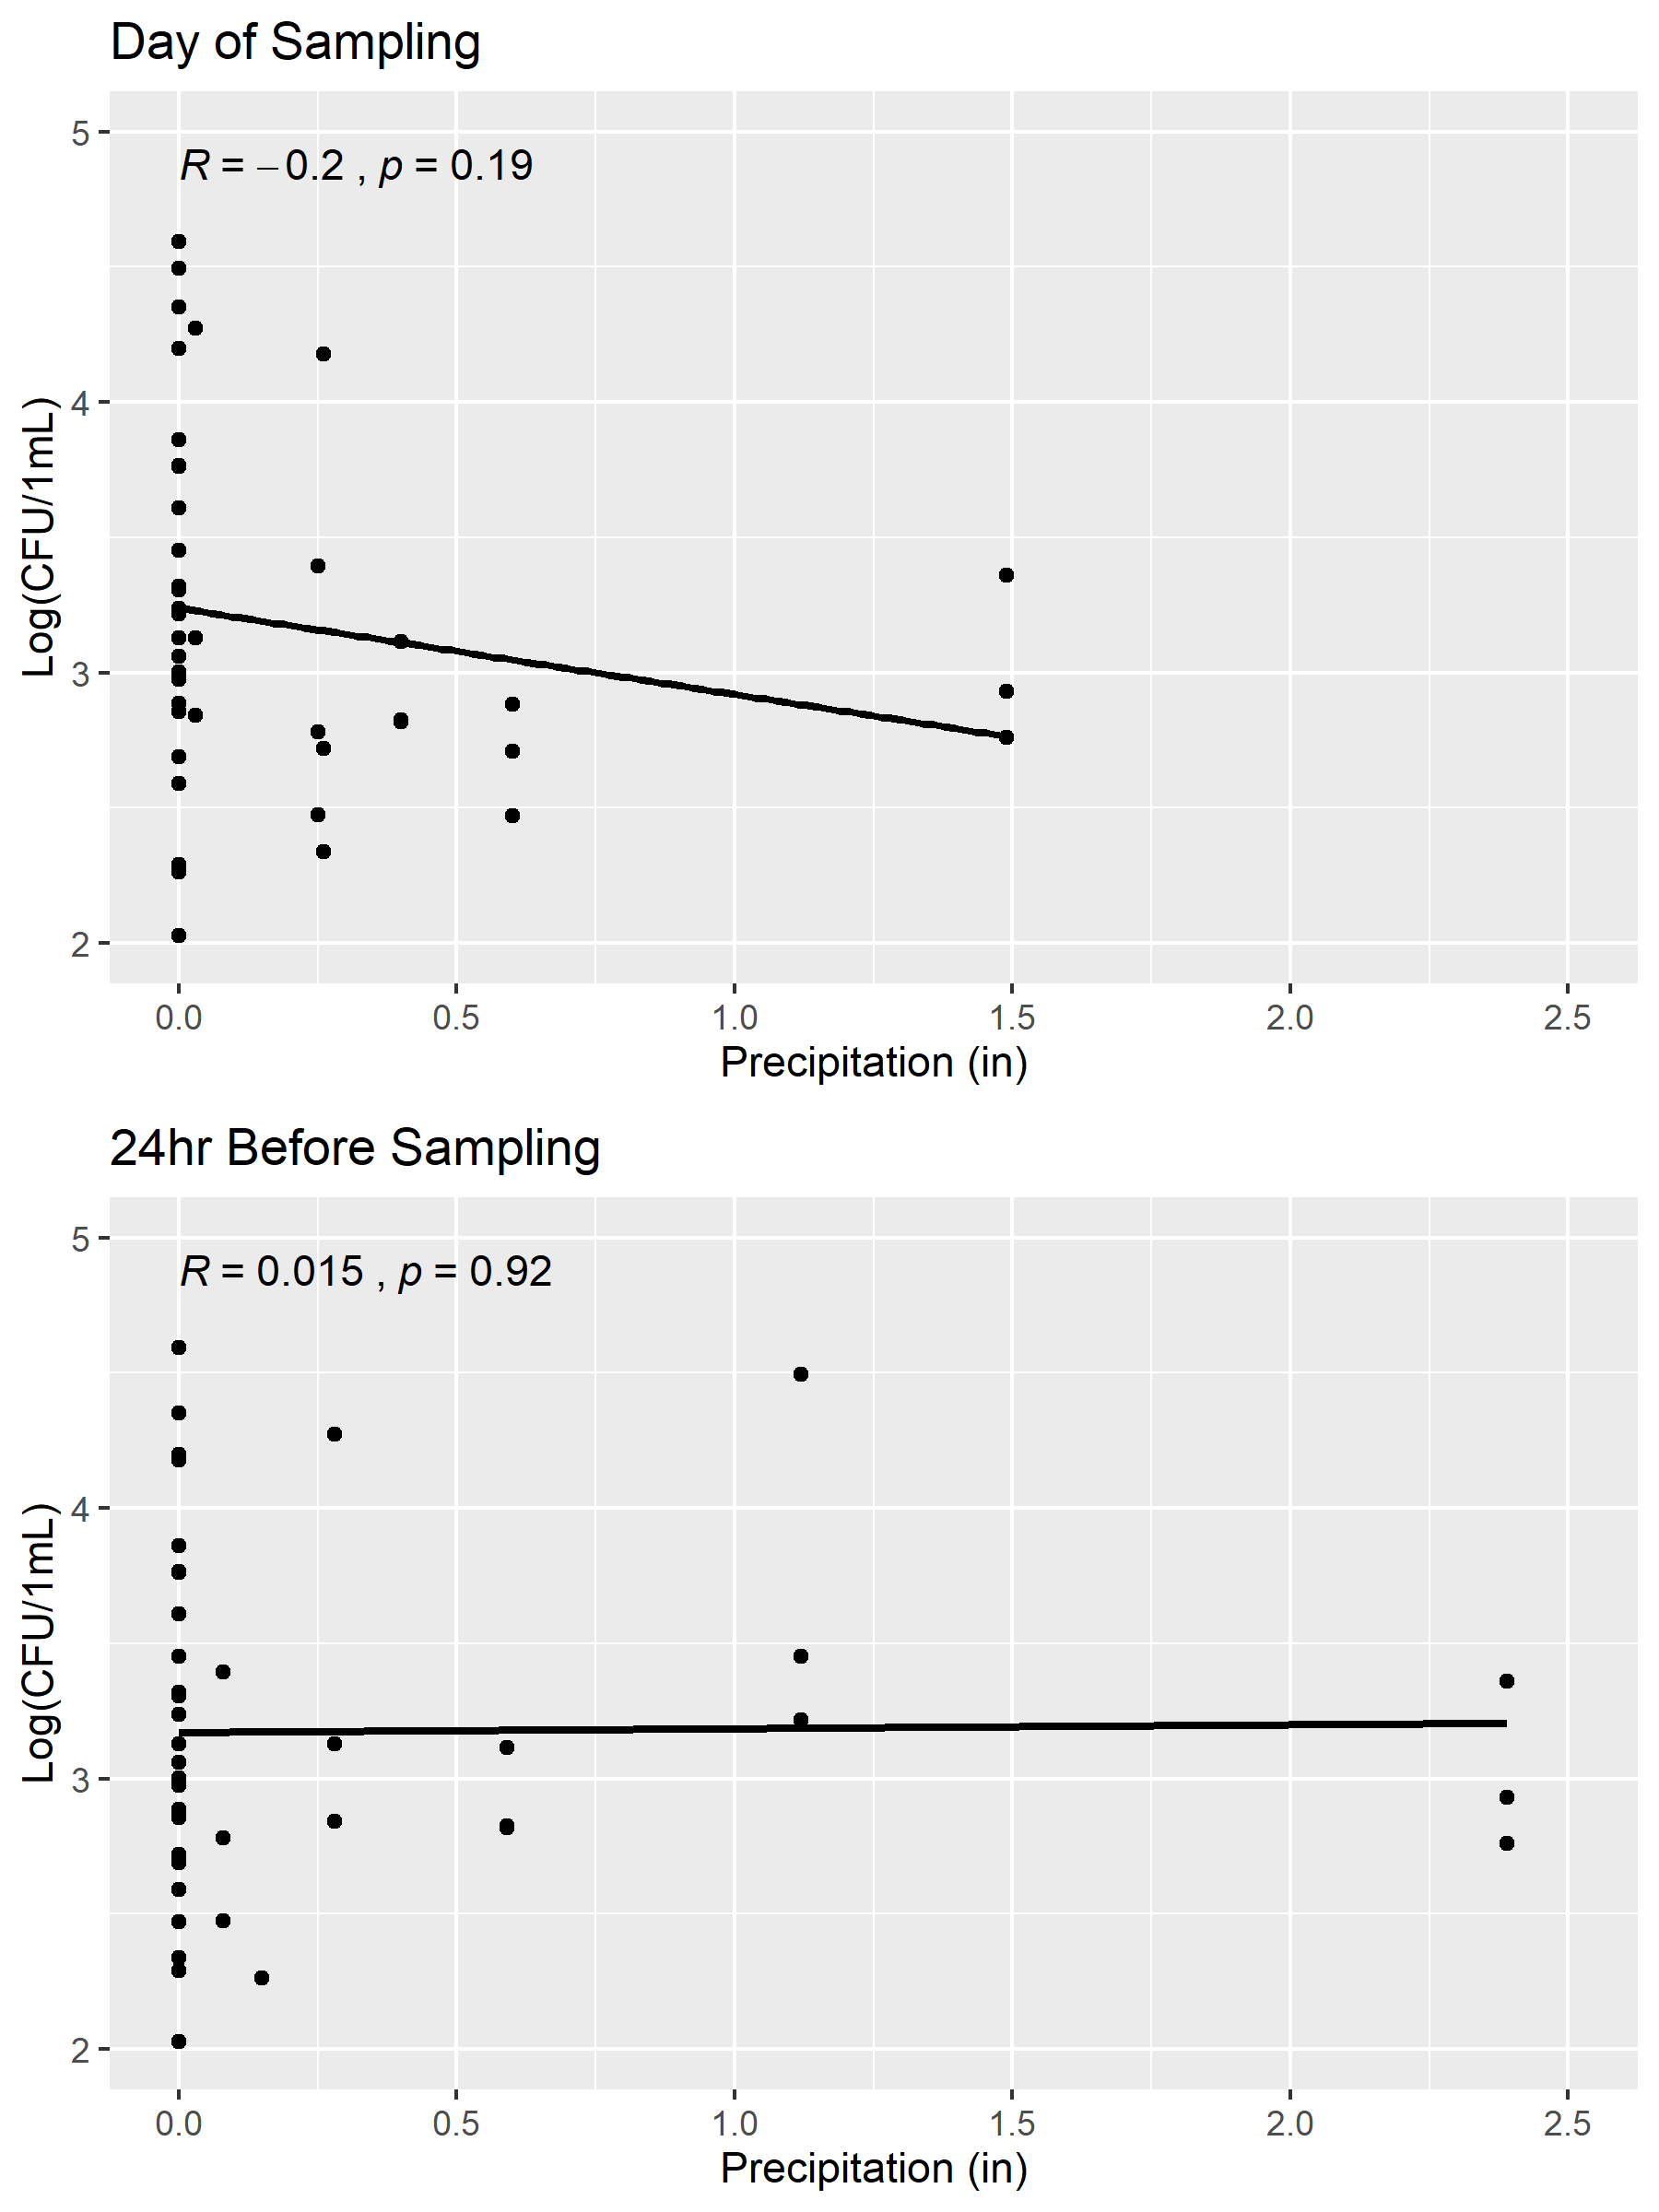 Day of Sampling
R = −0.2 , p = 0.19
5
4
3
2
Log(CFU/1mL)
0.0 0.5 1.0 1.5 2.0 2.5
Precipitation (in)
24hr Before Sampling
R = 0.015 , p = 0.92
5
4
3
2
Log(CFU/1mL)
0.0 0.5 1.0 1.5 2.0 2.5
Precipitation (in)